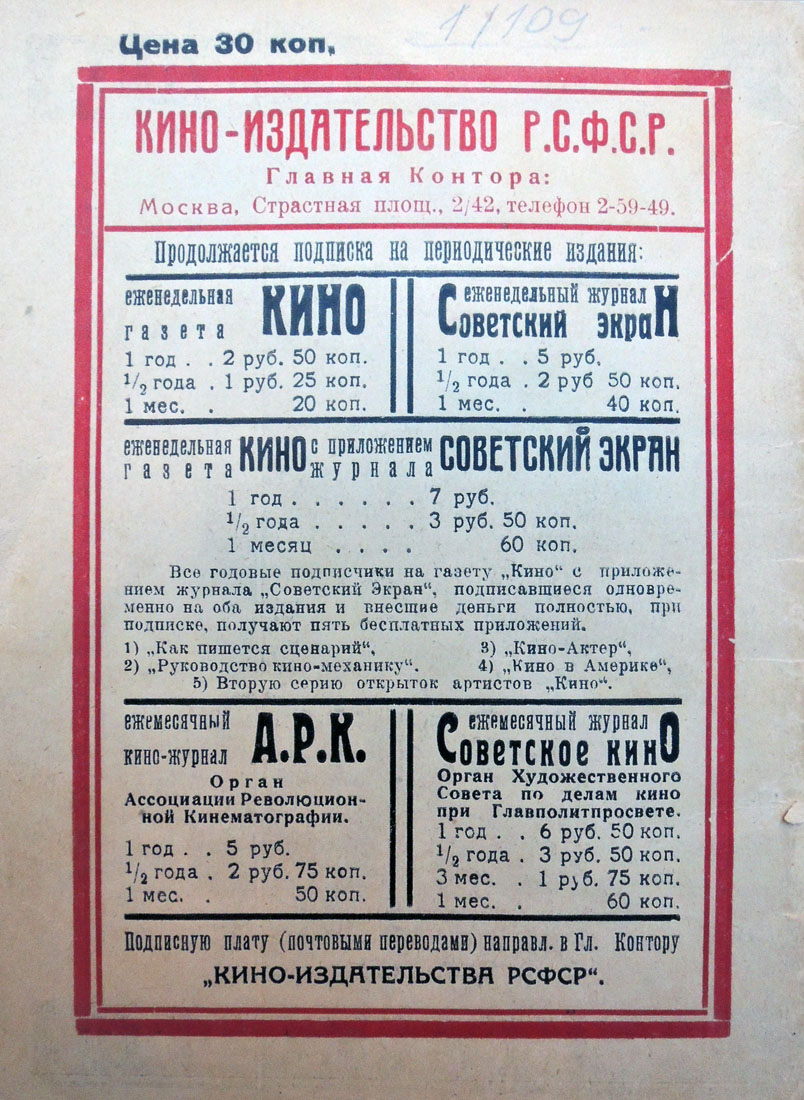 1/109
Цена 30 коп,
КИНО-ИЗДАТЕЛЬСТВО Р.С.Ф.С.Р.
Главная Контора:
Москва, Страстная площ., 2/42, телефон 2-59-49.
Продолжается подписка на периодические издания:
еженедельная
газета КИНО
1 год . . 2 руб. 50 коп.
1/2 года . 1 руб. 25 коп.
1 мес. . 20 коп.
еженедельный журнал
Советский экран
1 год . . 5 руб.
1/2 года . 2 руб 50 коп.
1 мес. . 40 коп.
еженедельная КИНО с приложением СОВЕТСКИЙ ЭКРАН
газета журнала
1 год . . . . . . 7 руб.
1/2 года . . . . . 3 руб. 50 коп.
1 месяц . . . . 60 коп.
Все годовые подписчики на газету „Кино“ с приложе-
нием журнала „Советский Экран“, подписавшиеся одновре-
менно на оба издания и внесшие деньги полностью, при
подписке, получают пять бесплатных приложений.
1) „Как пишется сценарий“, 3) „Кино-Актер“,
2) „Руководство кино-механику“. 4) „Кино в Америке“,
5) Вторую серию открыток артистов „Кино“.
ежемесячный
кино-журнал А.Р.К.
Орган
Ассоциации Революцион-
ной Кинематографии.
1 год . . 5 руб.
1/2 года . 2 руб. 75 коп.
1 мес. . 50 коп.
ежемесячный журнал
Советское кино
Орган Художественного
Совета по делам кино
при Главполитпросвете.
1 год . . 6 руб. 50 коп.
1/2 года . 3 руб. 50 коп.
3 мес. . 1 руб. 75 коп.
1 мес. . 60 коп.
Подписную плату (почтовыми переводами) направл. в Гл. Контору
„КИНО-ИЗДАТЕЛЬСТВА РСФСР“.